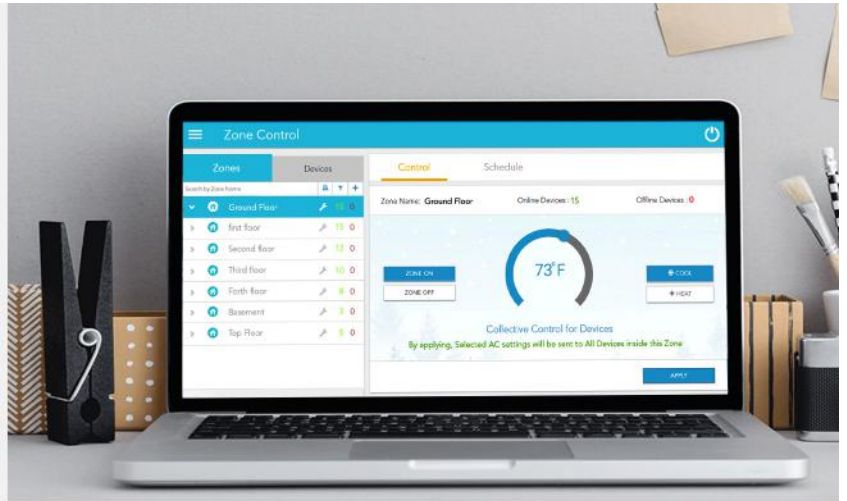 Zone Control
Zones
Devices
Control
Schedule
Search by Zone Name
Zone Name: Ground Floor
Online Devices : 15
Offline Devices : 0
Ground Floor 15 0
first floor 15 0
Second floor 0
Third floor 10 0
Forth floor 0
Basement 3 0
Top Floor 5 0
ZONE ON
ZONE OFF
73°F
COOL
HEAT
Collective Control for Devices
By applying, Selected AC settings will be sent to All Devices inside this Zone
APPLY